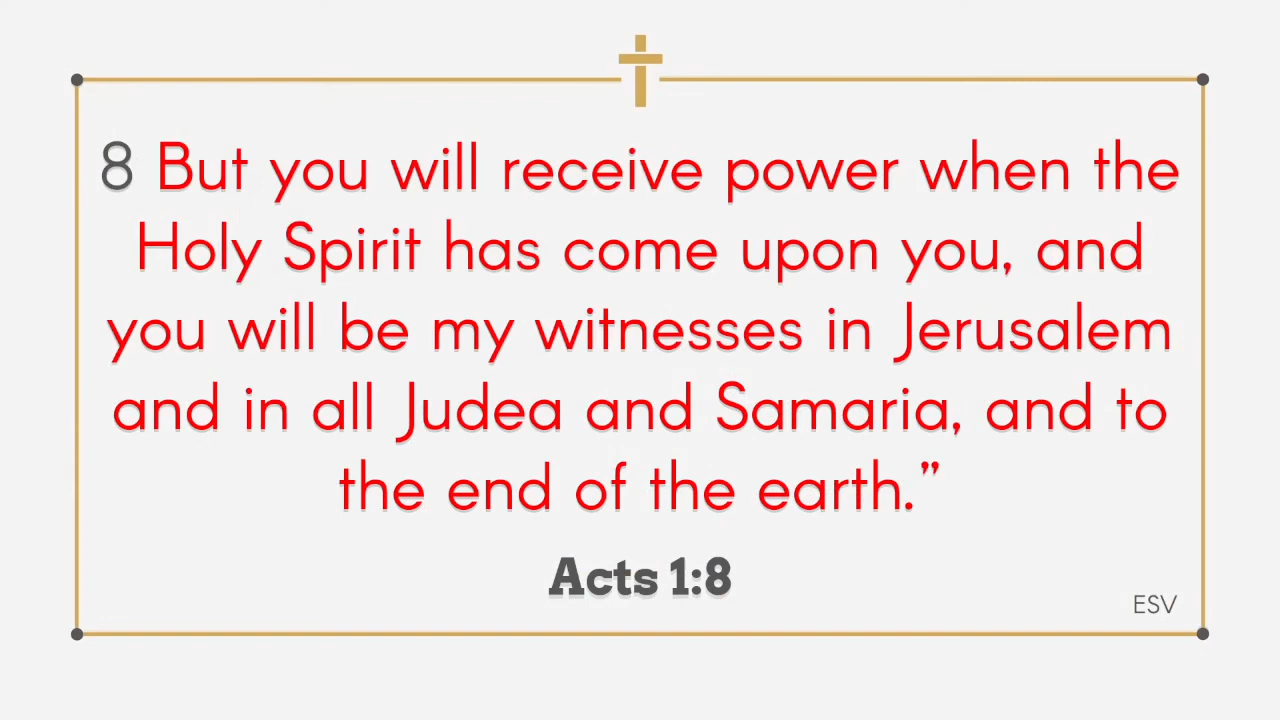 8 But you will receive power when the
Holy Spirit has come upon you, and
you will be my witnesses in Jerusalem
and in all Judea and Samaria, and to
the end of the earth.”
Acts 1:8
ESV